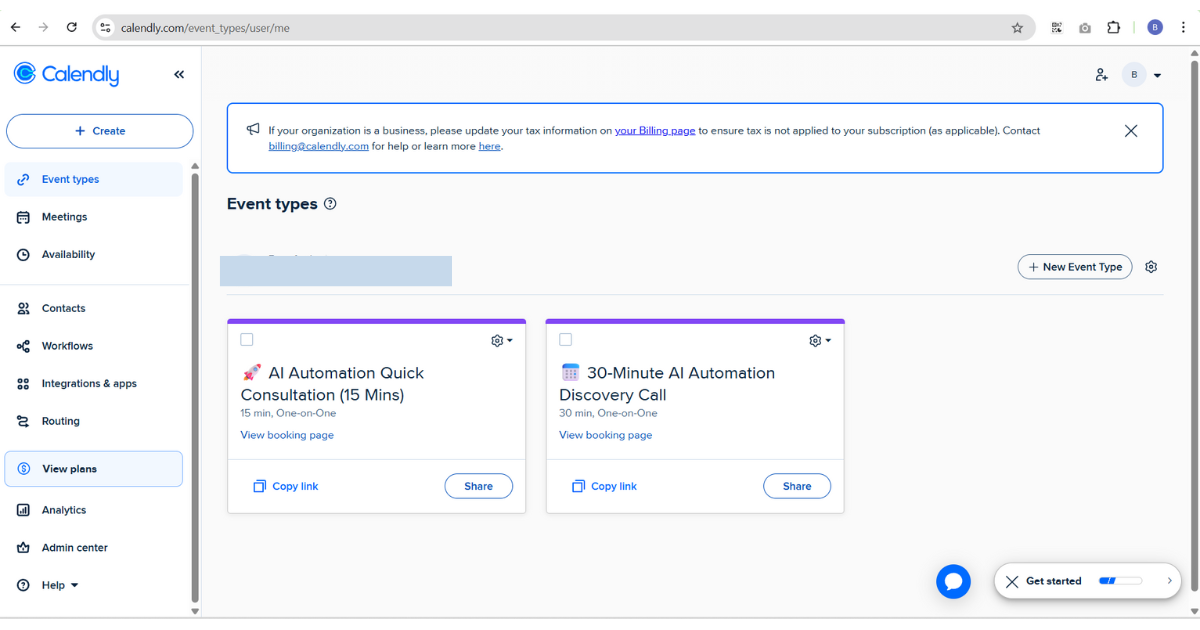 calendly.com/event_types/user/me
B
Calendly
B
+ Create
If your organization is a business, please update your tax information on your Billing page to ensure tax is not applied to your subscription (as applicable). Contact
billing@calendly.com for help or learn more here.
Event types
Meetings
Availability
Contacts
Workflows
Integrations & apps
Routing
View plans
Analytics
Admin center
Help
Event types
+ New Event Type
AI Automation Quick
Consultation (15 Mins)
15 min, One-on-One
View booking page
Copy link
Share
30-Minute AI Automation
Discovery Call
30 min, One-on-One
View booking page
Copy link
Share
Get started